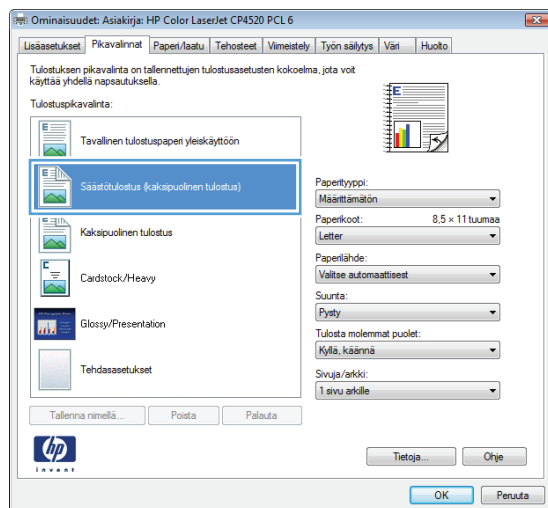 Ominaisuudet: Asiakirja: HP Color LaserJet CP4520 PCL 6
Lisäasetukset Pikavalinnat Paperi/laatu Tehosteet Viimeistely Työn säilytys Väri Huolto
Tulostuksen pikavalinta on tallennettujen tulostusasetusten kokoelma, jota voit
käyttää yhdellä napsautuksella.
Tulostuspikavalinta:
Tavallinen tulostuspaperi yleiskäyttöön
Säästötulostus (kaksipuolinen tulostus)
Kaksipuolinen tulostus
Cardstock/Heavy
Glossy/Presentation
Tehdasasetukset
Tallenna nimellä... Poista Palauta
Paperityyppi:
Määrittämätön
Paperikoot: 8,5 × 11 tuumaa
Letter
Paperilähde:
Valitse automaattisest
Suunta:
Pysty
Tulosta molemmat puolet:
Kyllä, käännä
Sivuja/arkki:
1 sivu arkille
hp
invent
Tietoja... Ohje
OK Peruuta